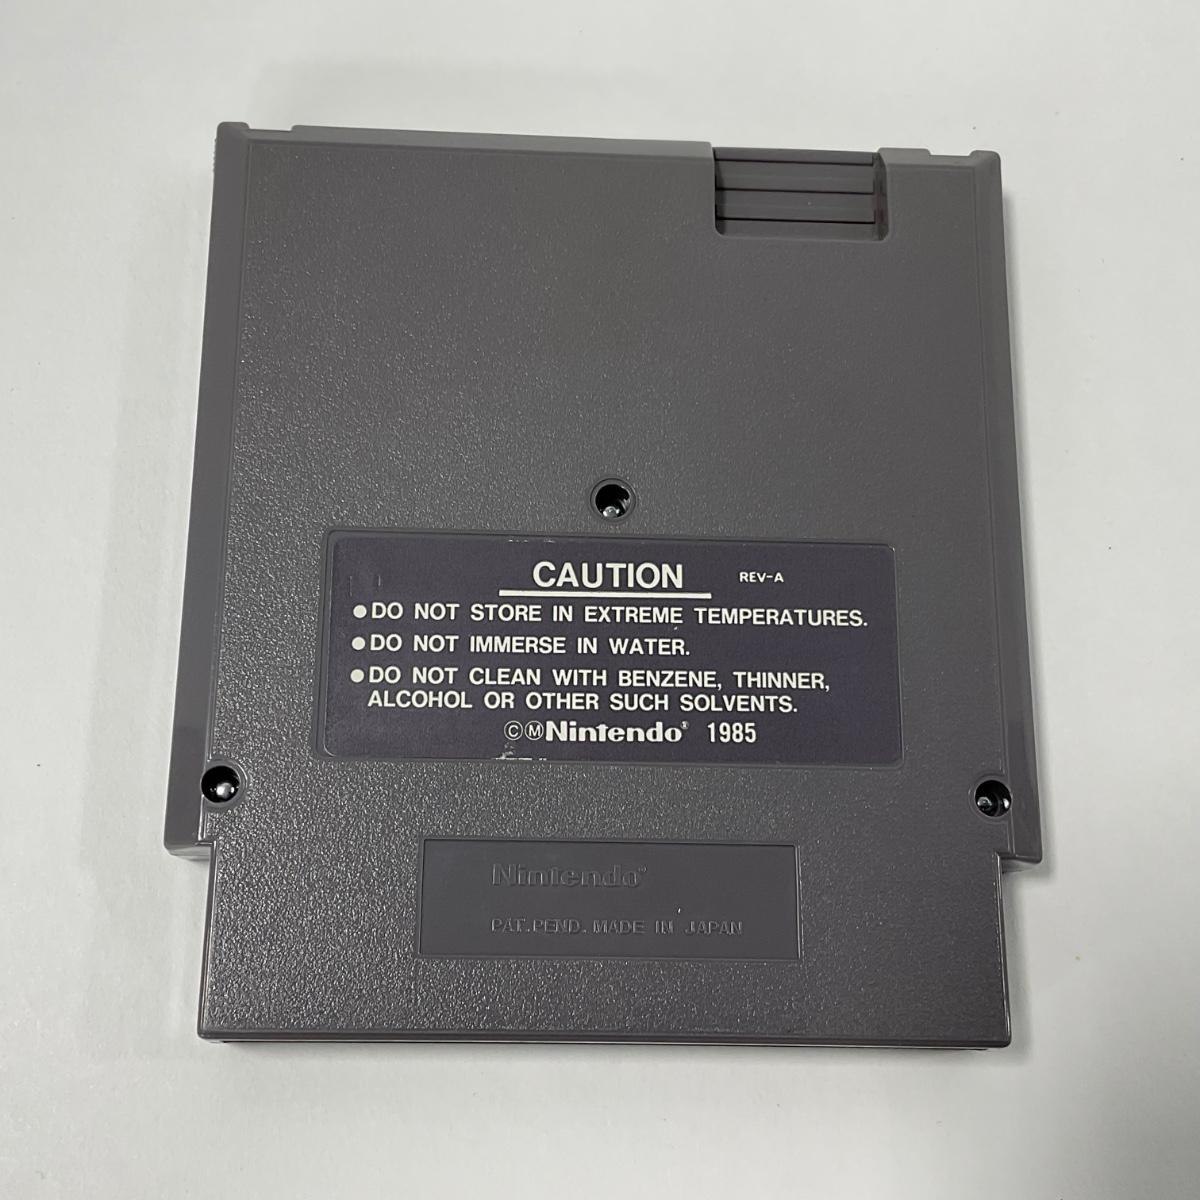 CAUTION REV-A
●DO NOT STORE IN EXTREME TEMPERATURES.
●DO NOT IMMERSE IN WATER.
●DO NOT CLEAN WITH BENZENE, THINNER,
ALCOHOL OR OTHER SUCH SOLVENTS.
ⒸⓂNintendo® 1985
Nintendo®
PAT. PEND. MADE IN JAPAN